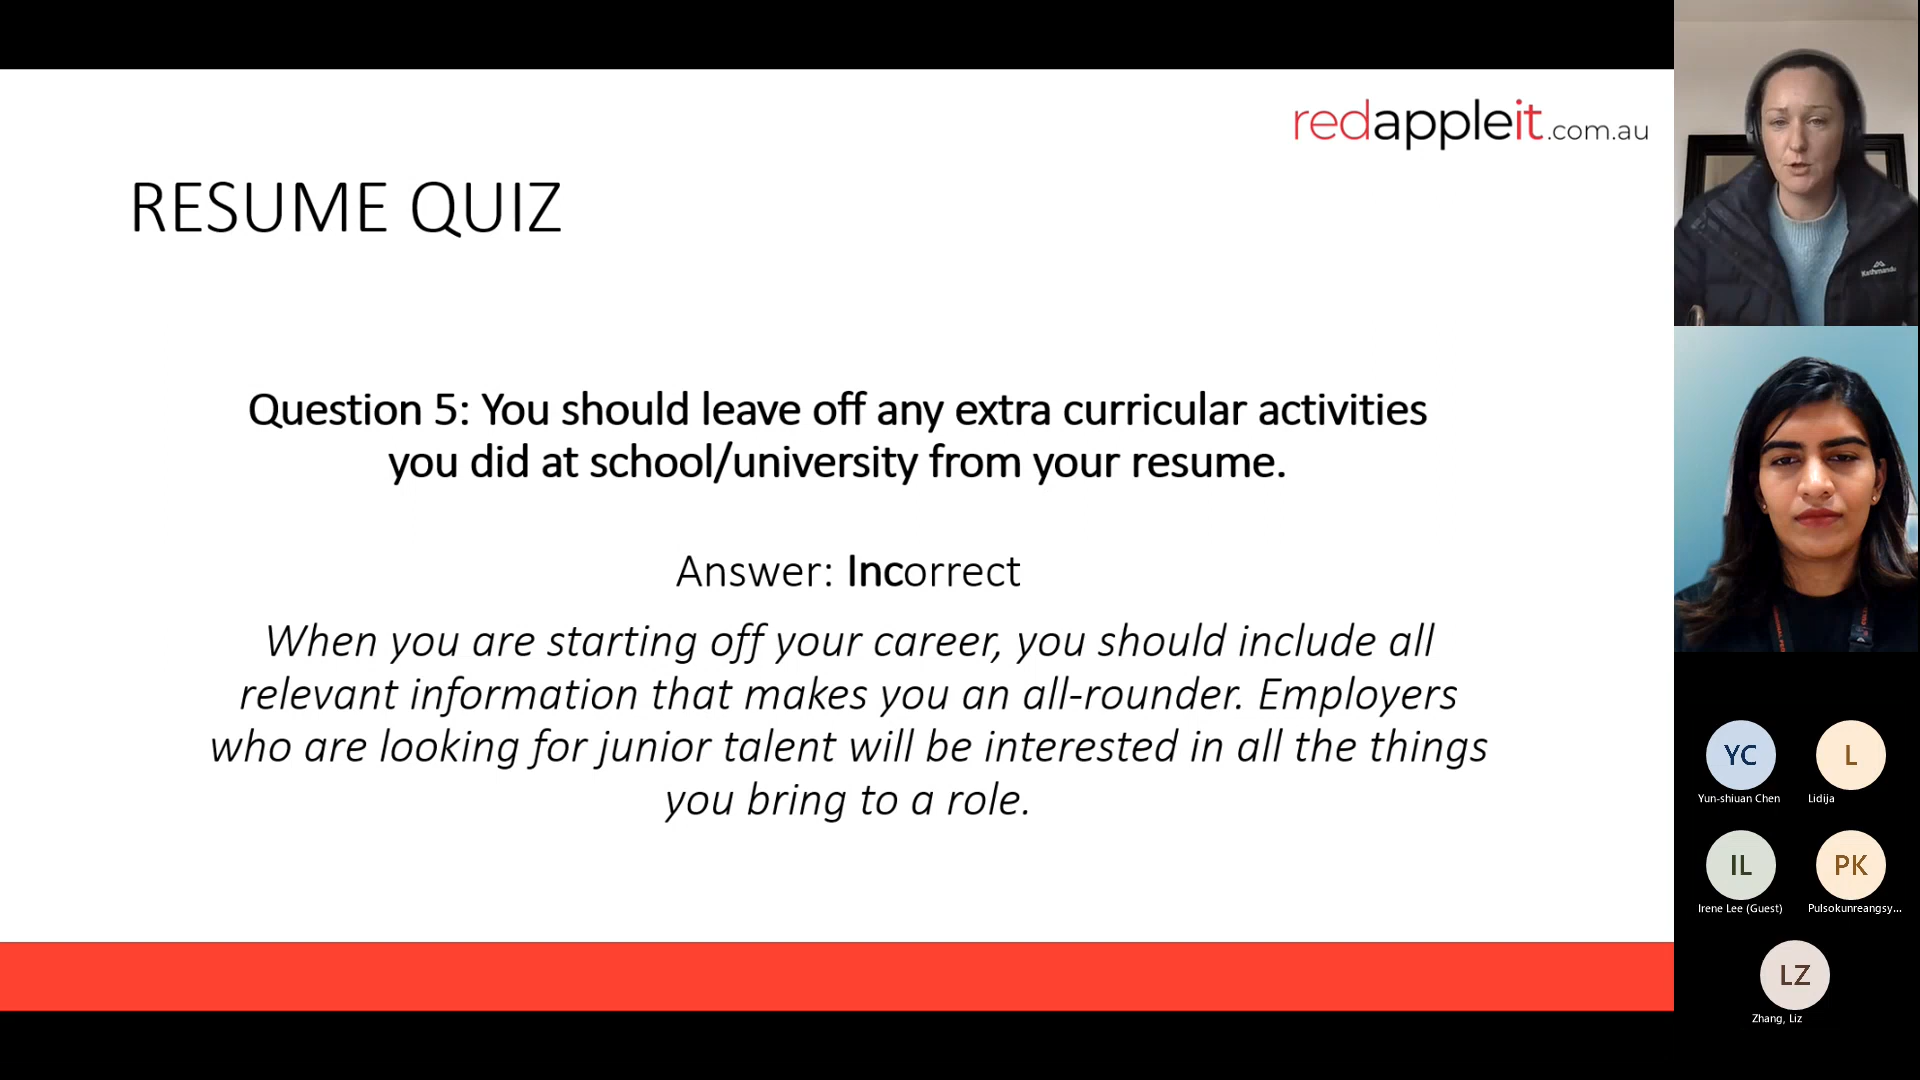 redappleit.com.au
RESUME QUIZ
Question 5: You should leave off any extra curricular activities
you did at school/university from your resume.
Answer: Incorrect
When you are starting off your career, you should include all
relevant information that makes you an all-rounder. Employers
who are looking for junior talent will be interested in all the things
you bring to a role.
Kathmandu
YC
L
Yun-shiuan Chen
Lidija
IL
PK
Irene Lee (Guest)
Pulsokunreangsy...
LZ
Zhang, Liz